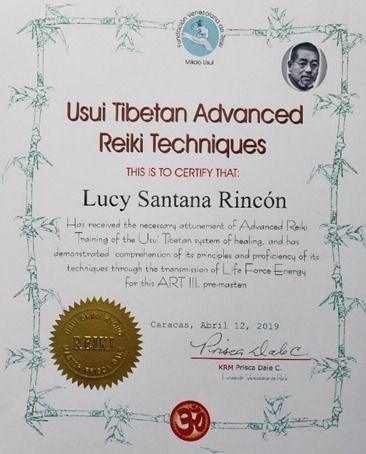 Fundación Venezolana de Reiki
Mikao Usui
Usui Tibetan Advanced
Reiki Techniques
THIS IS TO CERTIFY THAT:
Lucy Santana Rincón
Has received the necessary attunement of Advanced Reiki
Training of the Usui Tibetan system of healing, and has
demonstrated comprehension of its principles and proficiency of its
techniques through the transmission of Life Force Energy
for this ART III, pre-master
Caracas, Abril 12, 2019
REIKI
Prisca Dale C
KRM Prisca Dale C.
Fundación Venezolana de Reiki
ॐ